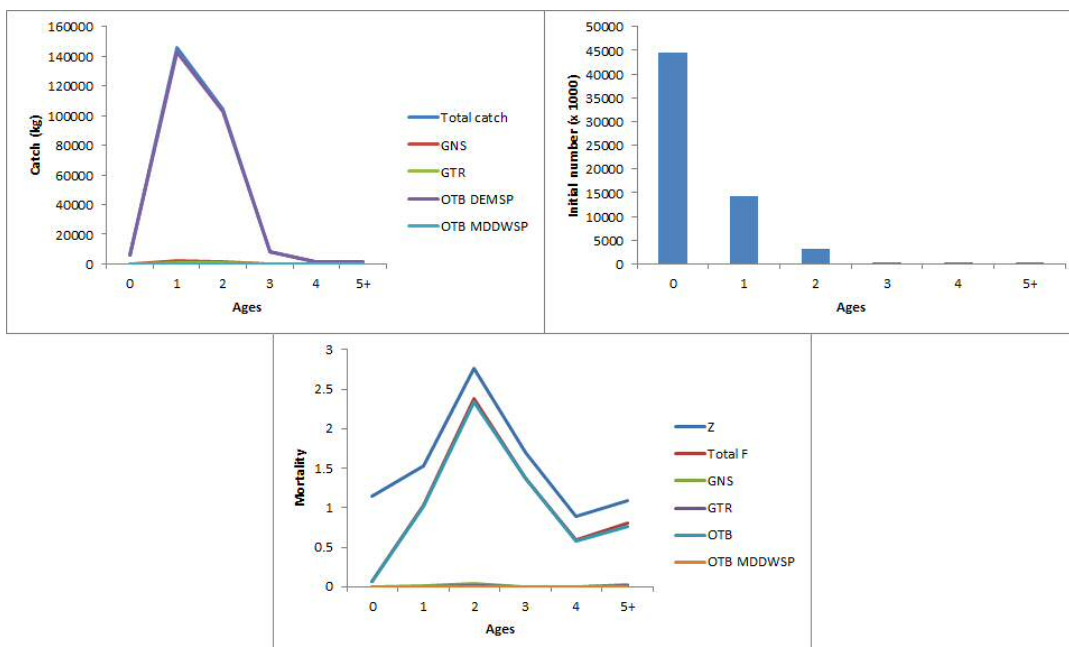 160000
140000
120000
100000
80000
60000
40000
20000
0
Catch (kg)
0 1 2 3 4 5+
Ages
Total catch
GNS
GTR
OTB DEMSP
OTB MDDWSP
50000
45000
40000
35000
30000
25000
20000
15000
10000
5000
0
Initial number (x 1000)
0 1 2 3 4 5+
Ages
3
2.5
2
1.5
1
0.5
0
Mortality
0 1 2 3 4 5+
Ages
Z
Total F
GNS
GTR
OTB
OTB MDDWSP